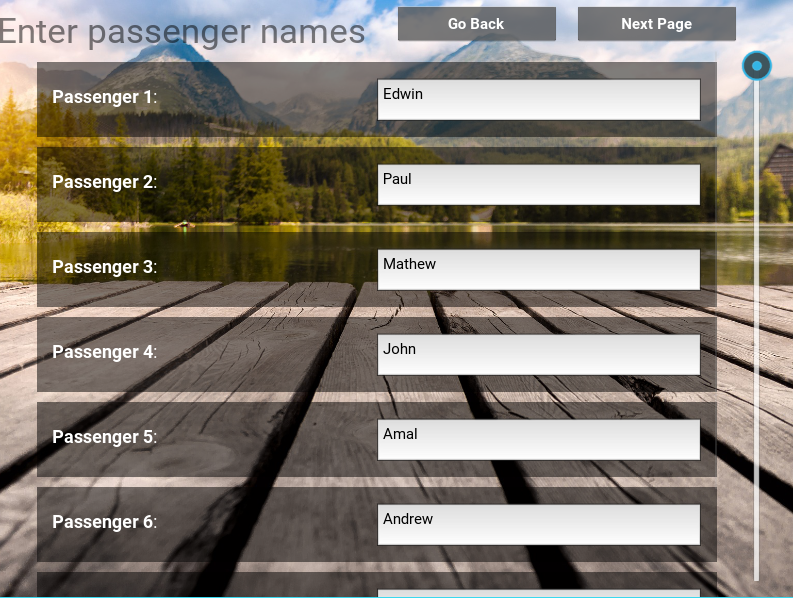 Enter passenger names
Go Back
Next Page
Passenger 1:
Edwin
Passenger 2:
Paul
Passenger 3:
Mathew
Passenger 4:
John
Passenger 5:
Amal
Passenger 6:
Andrew